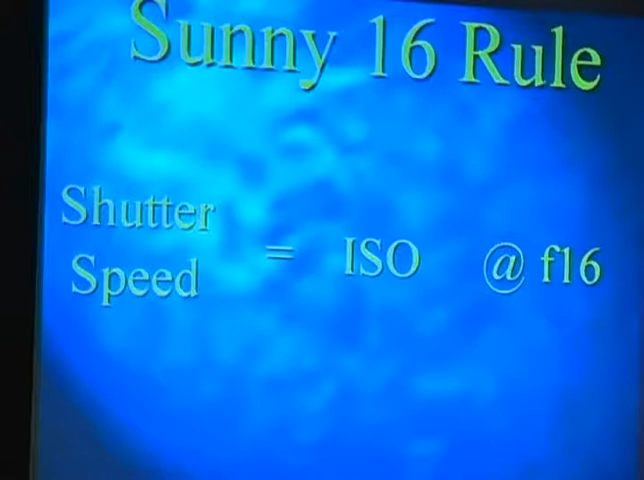 Sunny 16 Rule
Shutter
Speed = ISO @ f16